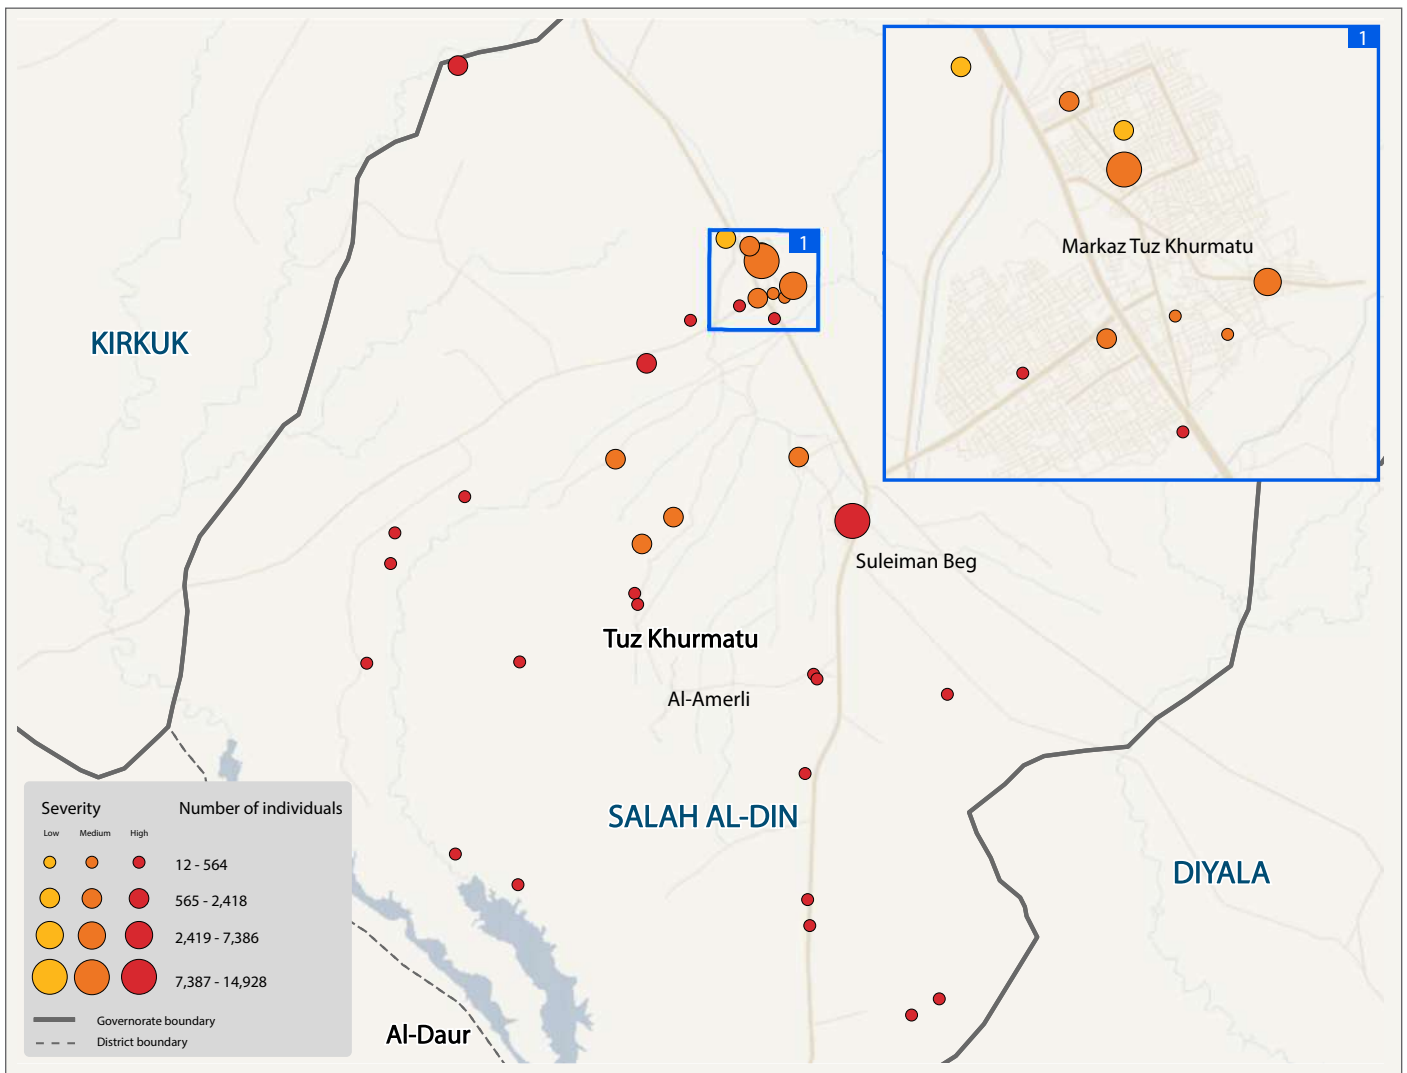 1
Markaz Tuz Khurmatu
1
KIRKUK
Suleiman Beg
Tuz Khurmatu
Al-Amerli
SALAH AL-DIN
DIYALA
Al-Daur
Severity
Number of individuals
Low Medium High
12 - 564
565 - 2,418
2,419 - 7,386
7,387 - 14,928
Governorate boundary
District boundary